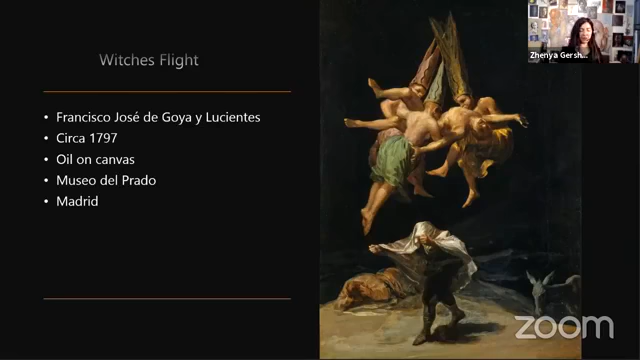 Witches Flight
• Francisco José de Goya y Lucientes
• Circa 1797
• Oil on canvas
• Museo del Prado
• Madrid
Zhenya Gersh...
zoom